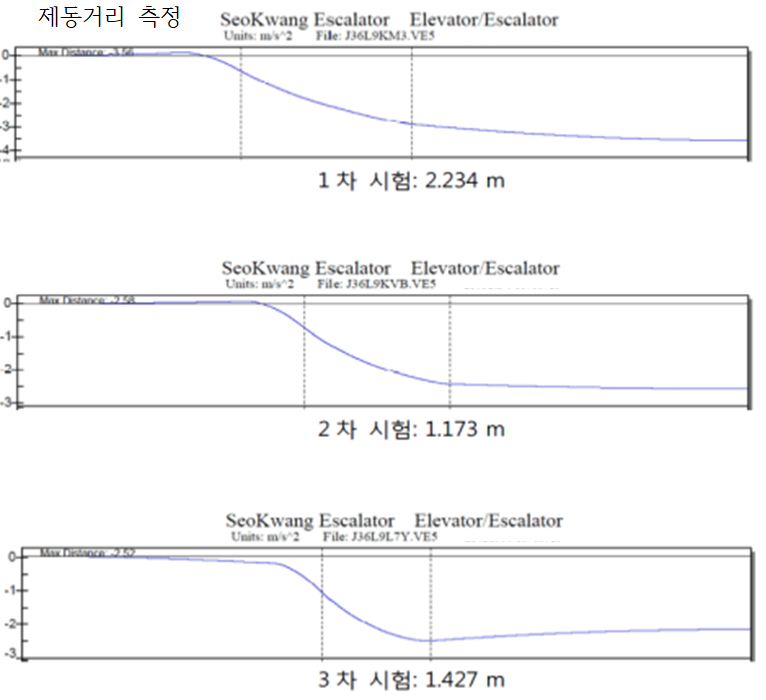 제동거리 측정
SeoKwang Escalator Elevator/Escalator
Units: m/s^2 File: J36L9KM3.VE5
Max Distance: -3.56
0
-1
-2
-3
-4
1 차 시험: 2.234 m
SeoKwang Escalator Elevator/Escalator
Units: m/s^2 File: J36L9KVB.VE5
Max Distance: -2.58
0
-1
-2
-3
2 차 시험: 1.173 m
SeoKwang Escalator Elevator/Escalator
Units: m/s^2 File: J36L9L7Y.VE5
Max Distance: -2.52
0
-1
-2
-3
3 차 시험: 1.427 m